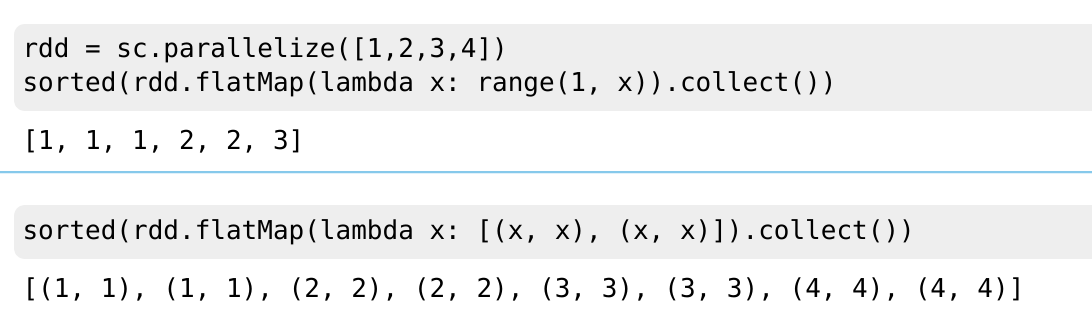 rdd = sc.parallelize([1,2,3,4])
sorted(rdd.flatMap(lambda x: range(1, x)).collect())
[1, 1, 1, 2, 2, 3]
sorted(rdd.flatMap(lambda x: [(x, x), (x, x)]).collect())
[(1, 1), (1, 1), (2, 2), (2, 2), (3, 3), (3, 3), (4, 4), (4, 4)]